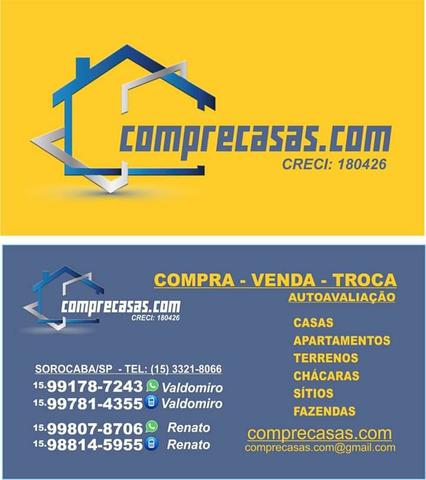 comprecasas.com
CRECI: 180426
comprecasas.com
CRECI: 180426
COMPRA - VENDA - TROCA
AUTOAVALIAÇÃO
CASAS
APARTAMENTOS
TERRENOS
CHÁCARAS
SÍTIOS
FAZENDAS
SOROCABA/SP - TEL: (15) 3321-8066
15.99178-7243 Valdomiro
15.99781-4355 Valdomiro
15.99807-8706 Renato
15.98814-5955 Renato
comprecasas.com
comprecasas.com@gmail.com